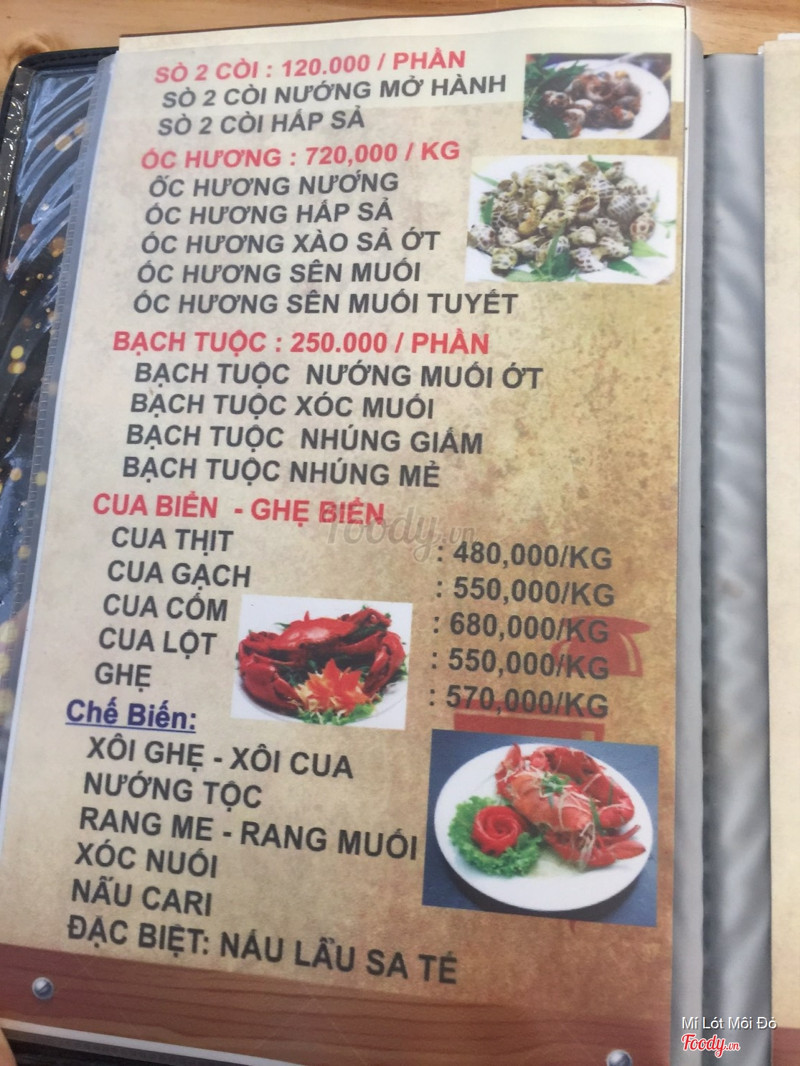 SÒ 2 CÒI : 120.000 / PHẦN
SÒ 2 CÒI NƯỚNG MỞ HÀNH
SÒ 2 CÒI HẤP SẢ
ỐC HƯƠNG : 720,000 / KG
ỐC HƯƠNG NƯỚNG
ỐC HƯƠNG HẤP SẢ
ỐC HƯƠNG XÀO SẢ ỚT
ỐC HƯƠNG SÊN MUỐI
ỐC HƯƠNG SÊN MUỐI TUYẾT
BẠCH TUỘC : 250.000 / PHẦN
BẠCH TUỘC NƯỚNG MUỐI ỚT
BẠCH TUỘC XÓC MUỐI
BẠCH TUỘC NHÚNG GIẤM
BẠCH TUỘC NHÚNG MẺ
CUA BIỂN - GHẸ BIỂN
Foody.vn
CUA THỊT : 480,000/KG
CUA GẠCH : 550,000/KG
CUA CỐM : 680,000/KG
CUA LỘT : 550,000/KG
GHẸ : 570,000/KG
Chế Biến:
XÔI GHẸ - XÔI CUA
NƯỚNG TỘC
RANG ME - RANG MUỐI
XÓC NUỐI
NẤU CARI
ĐẶC BIỆT: NẤU LẨU SA TẾ
Mí Lót Môi Đỏ
Foody.vn